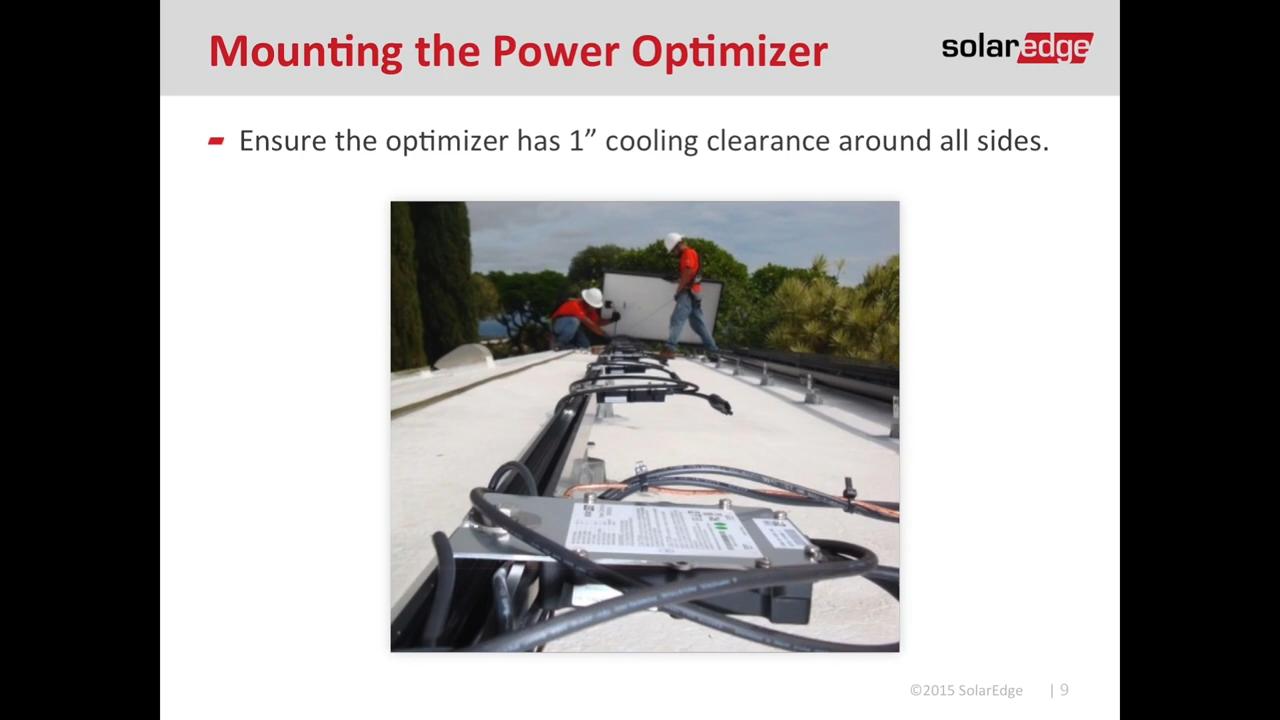 Mounting the Power Optimizer
solaredge
Ensure the optimizer has 1” cooling clearance around all sides.
©2015 SolarEdge | 9